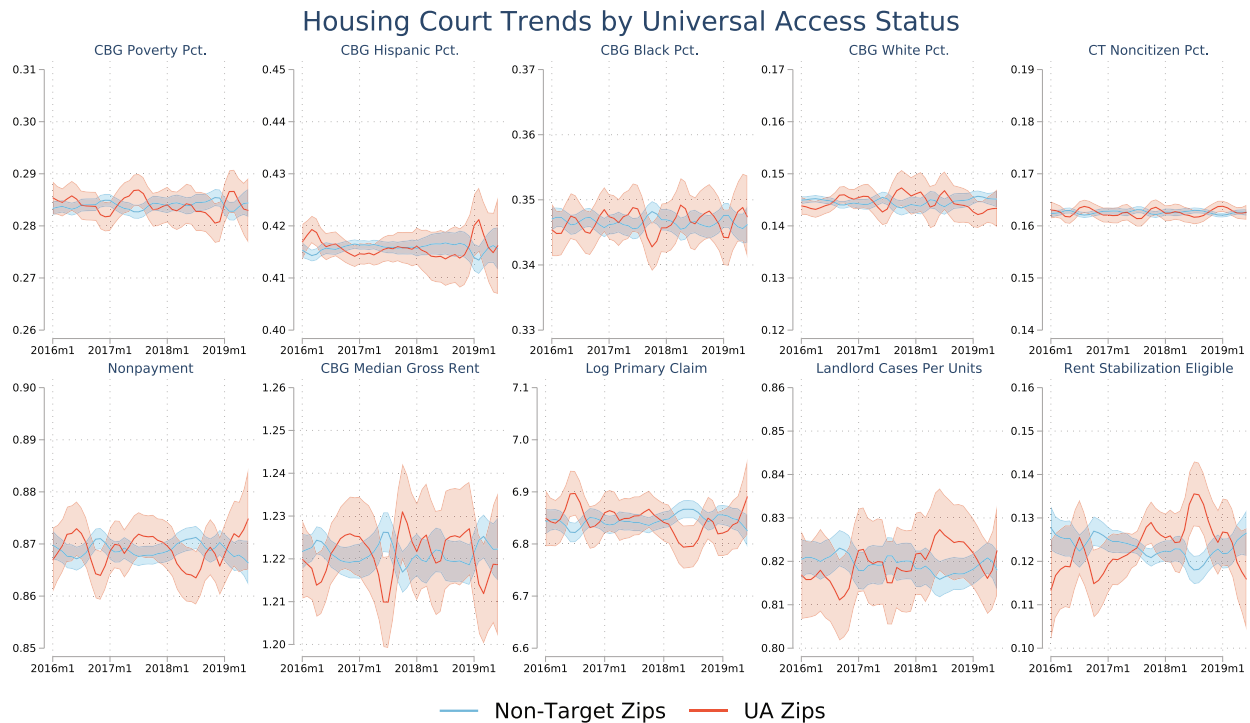 Housing Court Trends by Universal Access Status
CBG Poverty Pct.
CBG Hispanic Pct.
CBG Black Pct.
CBG White Pct.
CT Noncitizen Pct.
0.31
0.30
0.29
0.28
0.27
0.26
0.45
0.44
0.43
0.42
0.41
0.40
0.37
0.36
0.35
0.34
0.33
0.17
0.16
0.15
0.14
0.13
0.12
0.19
0.18
0.17
0.16
0.15
0.14
2016m1 2017m1 2018m1 2019m1
2016m1 2017m1 2018m1 2019m1
2016m1 2017m1 2018m1 2019m1
2016m1 2017m1 2018m1 2019m1
2016m1 2017m1 2018m1 2019m1
Nonpayment
CBG Median Gross Rent
Log Primary Claim
Landlord Cases Per Units
Rent Stabilization Eligible
0.90
0.89
0.88
0.87
0.86
0.85
1.26
1.25
1.24
1.23
1.22
1.21
1.20
7.1
7.0
6.9
6.8
6.7
6.6
0.86
0.85
0.84
0.83
0.82
0.81
0.80
0.16
0.15
0.14
0.13
0.12
0.11
0.10
2016m1 2017m1 2018m1 2019m1
2016m1 2017m1 2018m1 2019m1
2016m1 2017m1 2018m1 2019m1
2016m1 2017m1 2018m1 2019m1
2016m1 2017m1 2018m1 2019m1
Non-Target Zips
UA Zips